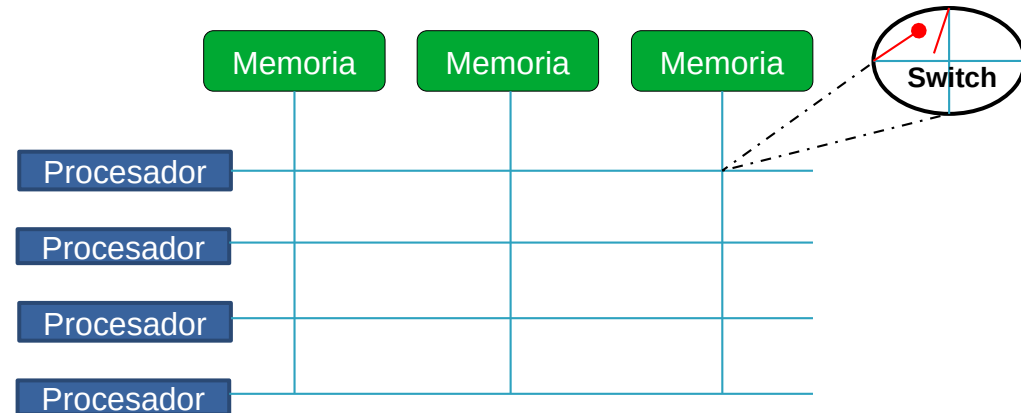 Memoria Memoria Memoria
Switch
Procesador
Procesador
Procesador
Procesador